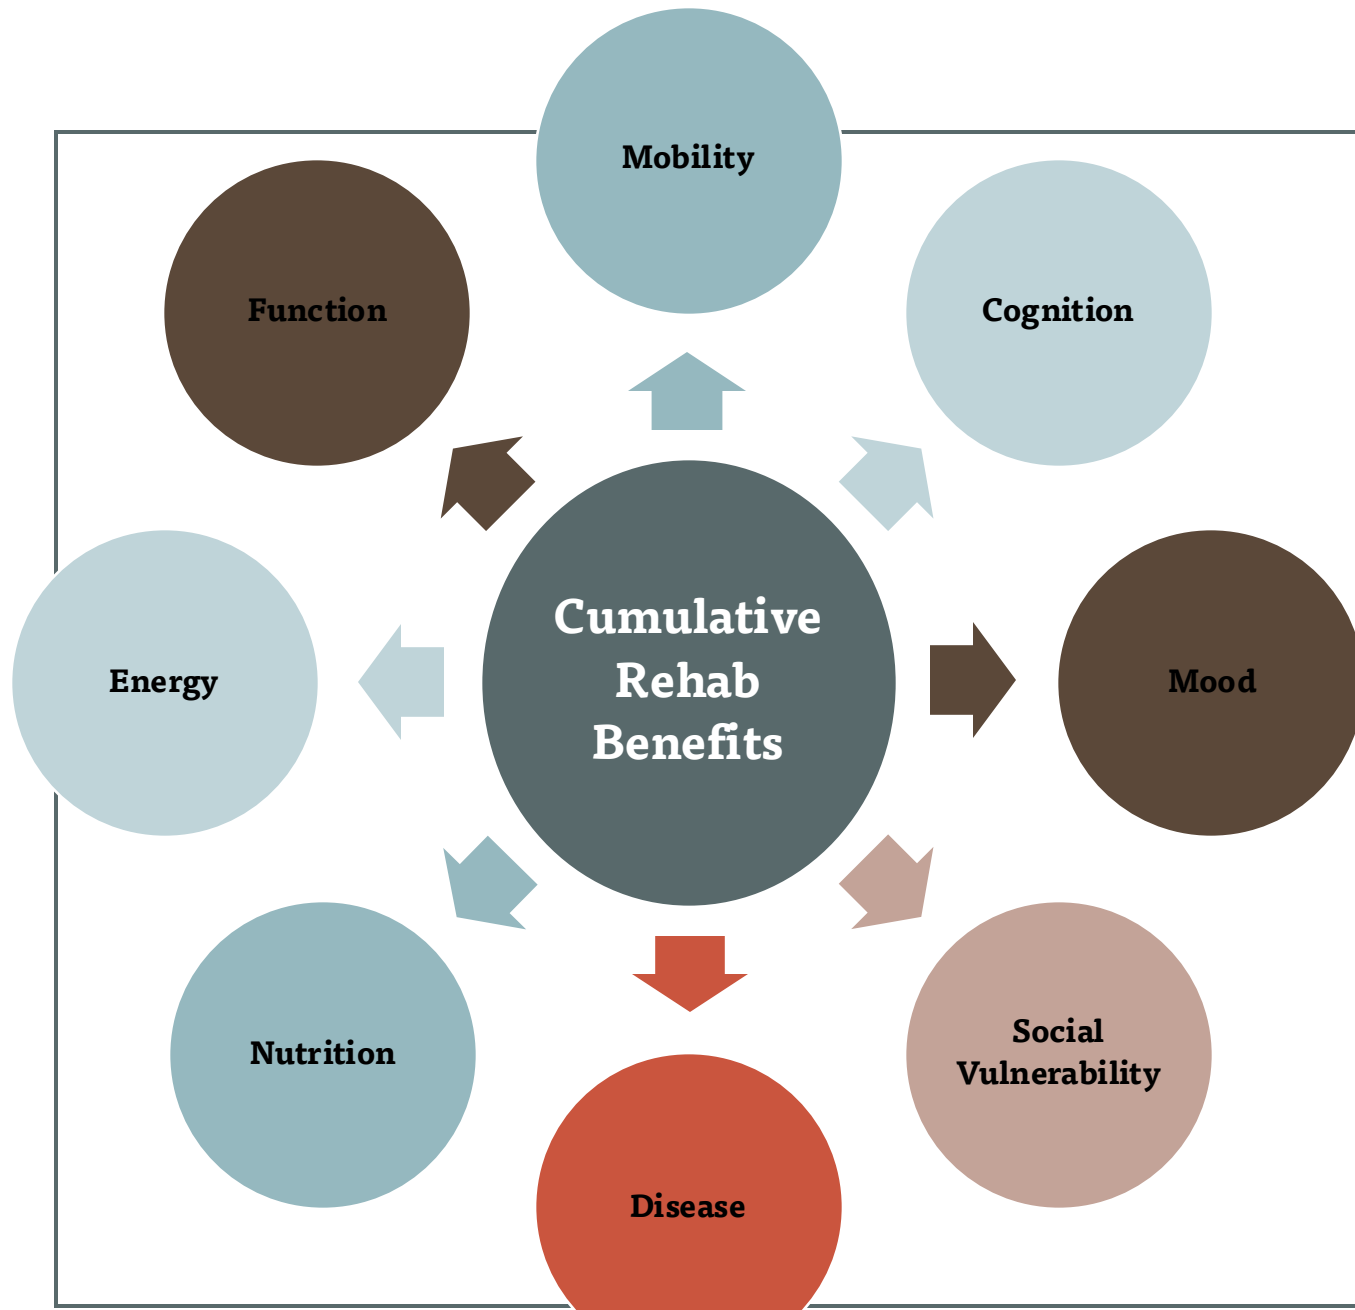 Mobility
Function
Cognition
Cumulative
Rehab
Benefits
Energy
Mood
Nutrition
Social
Vulnerability
Disease